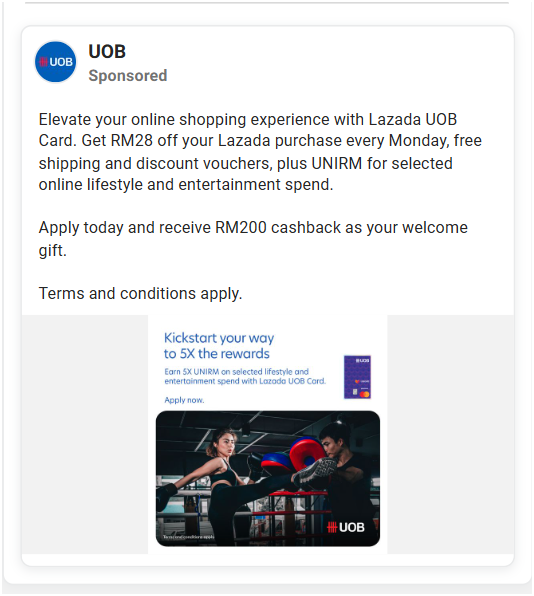 UOB
UOB
Sponsored
Elevate your online shopping experience with Lazada UOB
Card. Get RM28 off your Lazada purchase every Monday, free
shipping and discount vouchers, plus UNIRM for selected
online lifestyle and entertainment spend.
Apply today and receive RM200 cashback as your welcome
gift.
Terms and conditions apply.
Kickstart your way
to 5X the rewards
Earn 5X UNIRM on selected lifestyle and
entertainment spend with Lazada UOB Card.
Apply now.
UOB
UOB
Terms and conditions apply.